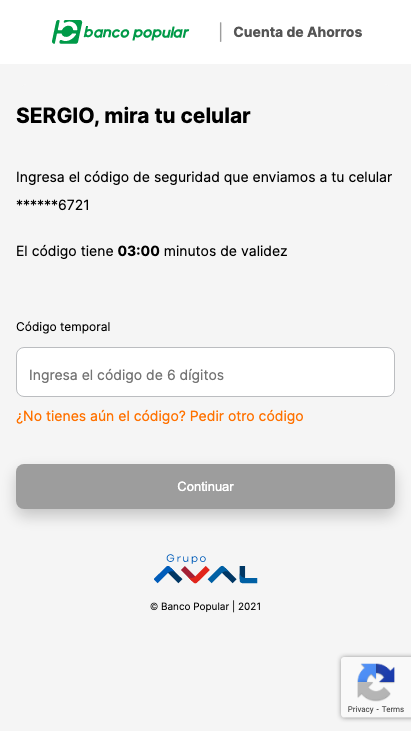 banco popular | Cuenta de Ahorros
SERGIO, mira tu celular
Ingresa el código de seguridad que enviamos a tu celular
******6721
El código tiene 03:00 minutos de validez
Código temporal
Ingresa el código de 6 dígitos
¿No tienes aún el código? Pedir otro código
Continuar
Grupo
AVAL
© Banco Popular | 2021
Privacy - Terms